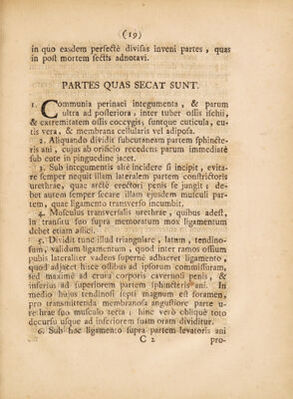 (19)
in quo easdem perfectè divisas inveni partes, quas
in post mortem sectis adnotavi.
PARTES QUAS SECAT SUNT.
1. Communia perinaei integumenta, & parum
ultra ad posteriora, inter tuber ossis ischii,
& extremitatem ossis coccygis, suntque cuticula, cu-
tis vera, & membrana cellularis vel adiposa.
2. Aliquando dividit subcutaneam partem sphincte-
ris ani, cujus ab orificio recedens parum immediatè
sub cute in pinguedine jacet.
3. Sub integumentis altè incidere si incipit, evita-
re semper nequit illam lateralem partem constrictoris
urethrae, quae arctè erectori penis se jungit; de-
bet autem semper secare illam ejusdem musculi par-
tem, quae ligamento transverso incumbit.
4. Musculus transversalis urethrae, quibus adest,
in transitu suo supra memoratum mox ligamentum
debet etiam assici.
5. Dividit tunc illud triangulare, latum, tendino-
sum, validum ligamentum, quod inter ramos ossium
pubis lateraliter vadens supernè adhaeret ligamento,
quod adjacet hisce ossibus ad ipsorum commissuram,
sed maximè ad crura corporis cavernosi penis, &
inferius ad superiorem partem sphincteris ani. In
medio hujus tendinosi septi magnum est foramen,
pro transmittenda membranosa angustiore parte u-
rethrae suo musculo tecta; hinc verò obliquè toto
decursu usque ad inferiorem suam oram dividitur.
6. Sub hoc ligamento supra partem levatoris ani
C 2 pro-